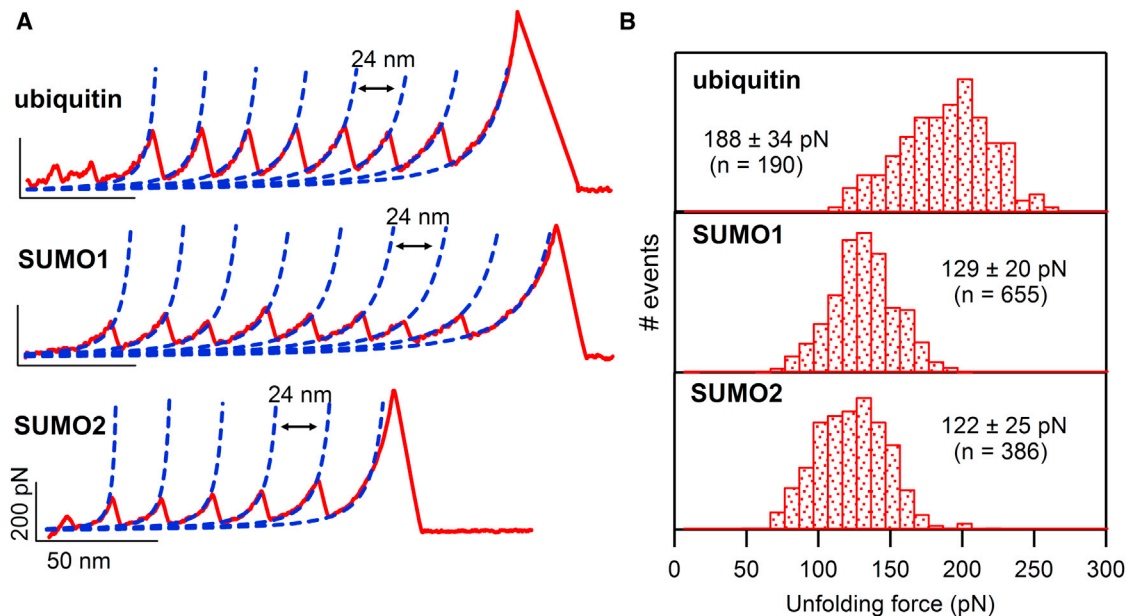 A
ubiquitin
24 nm
SUMO1
24 nm
SUMO2
24 nm
200 pN
50 nm
B
ubiquitin
188 ± 34 pN
(n = 190)
SUMO1
129 ± 20 pN
(n = 655)
SUMO2
122 ± 25 pN
(n = 386)
# events
0 50 100 150 200 250 300
Unfolding force (pN)